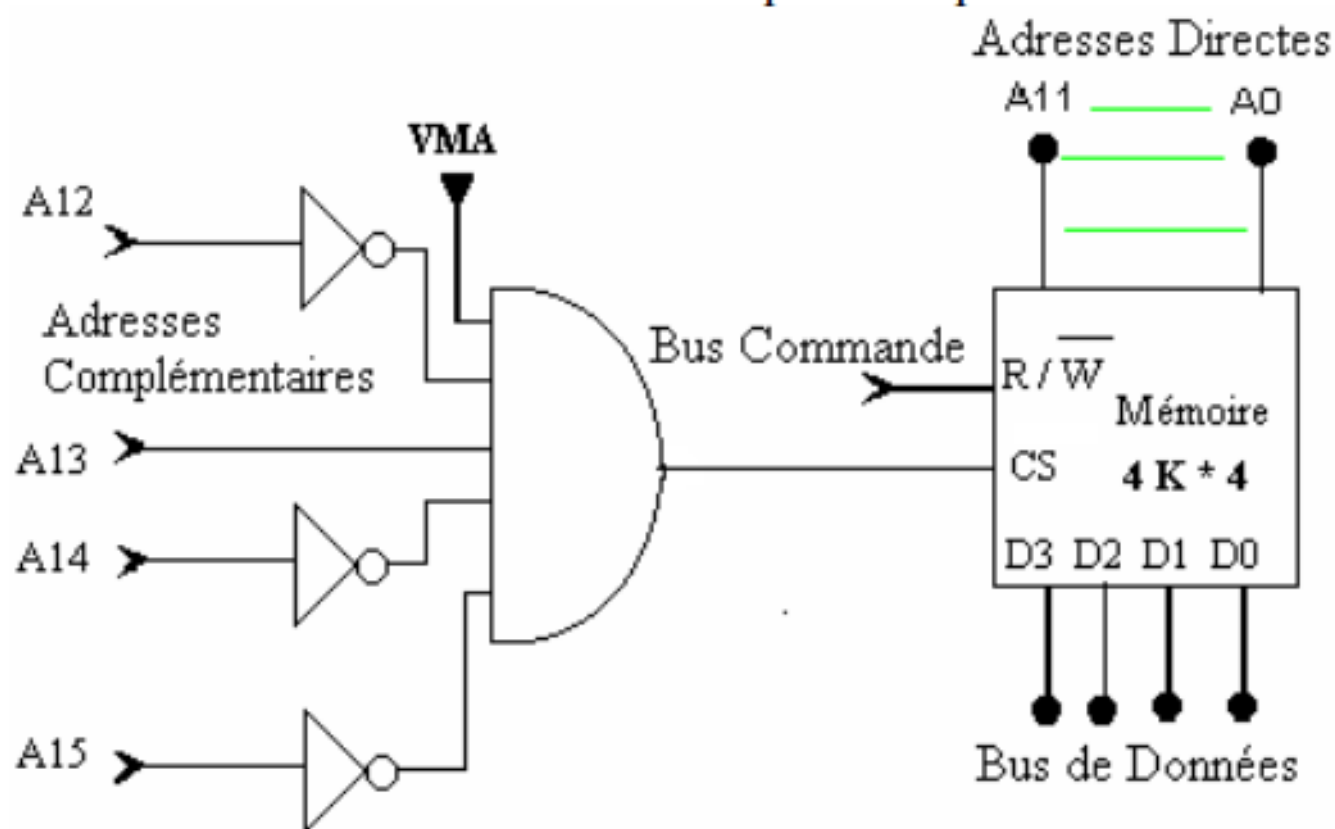 Adresses Directes
A11 A0
VMA
A12
Adresses
Complémentaires
Bus Commande
R / W̅
Mémoire
A13
CS
4 K * 4
A14
D3 D2 D1 D0
A15
Bus de Données